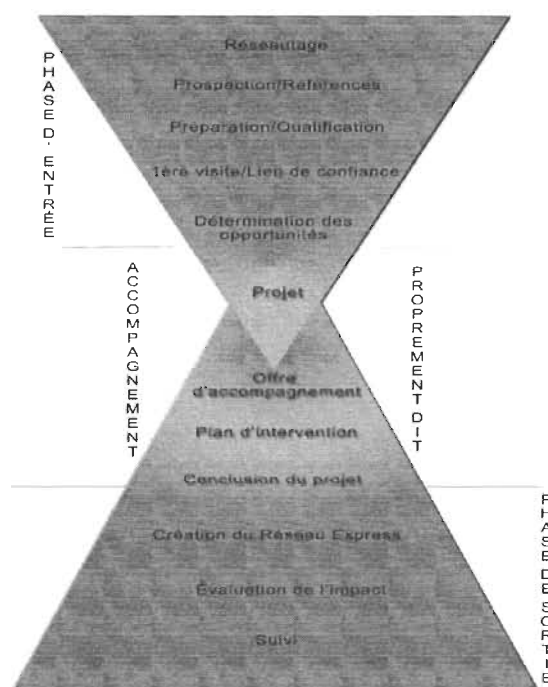 PHASE D' ENTRÉE
Réseautage
Prospection/Références
Préparation/Qualification
1ère visite/Lien de confiance
Détermination des
opportunités
ACCOMPAGNEMENT
PROPREMENT DIT
Projet
Offre
d'accompagnement
Plan d'intervention
Conclusion du projet
PHASE DE SORTIE
Création du Réseau Express
Évaluation de l'impact
Suivi